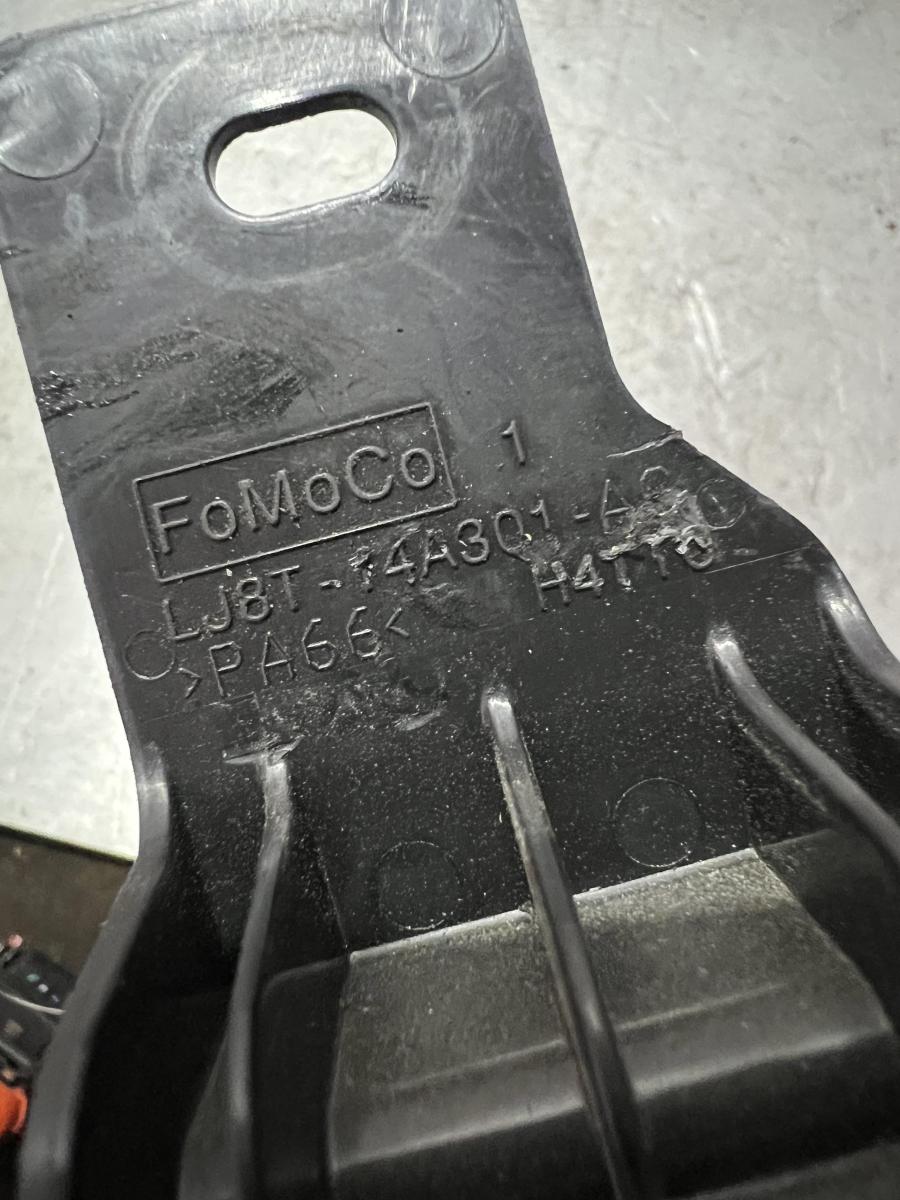 FoMoCo 1
LJ8T-14A301-
>PA66<